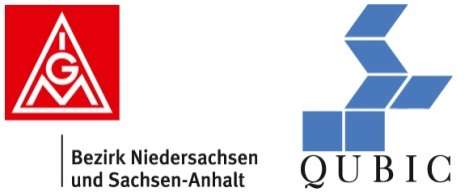 IGM
Bezirk Niedersachsen
und Sachsen-Anhalt
QUBIC